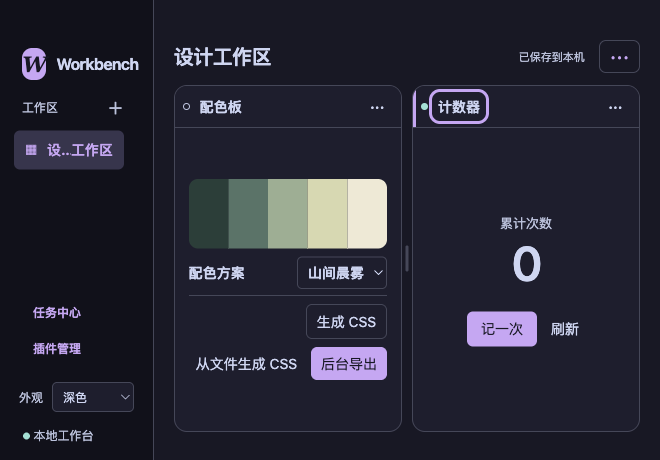 W Workbench
工作区
设...工作区
任务中心
插件管理
外观 深色
本地工作台
设计工作区
已保存到本机
配色板
配色方案 山间晨雾
生成 CSS
从文件生成 CSS 后台导出
计数器
累计次数
0
记一次 刷新